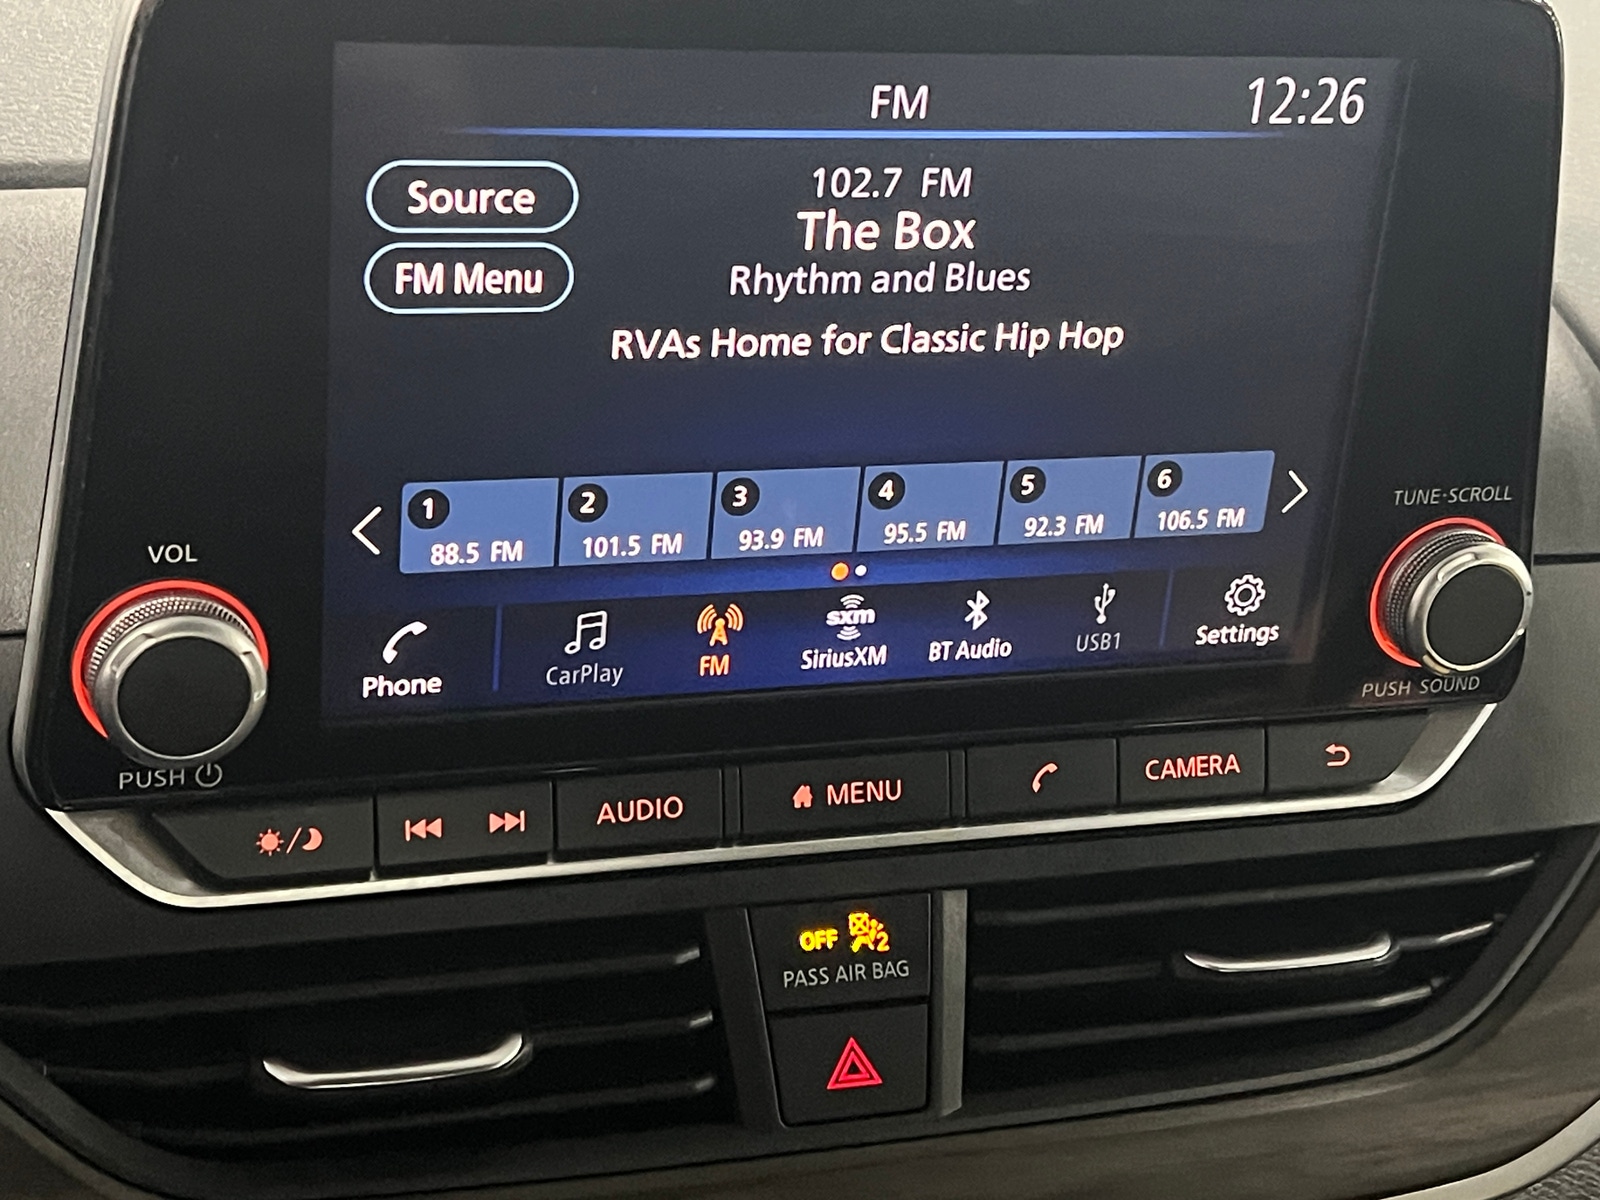 FM
12:26
Source
102.7 FM
The Box
FM Menu
Rhythm and Blues
RVAs Home for Classic Hip Hop
1
88.5 FM
2
101.5 FM
3
93.9 FM
4
95.5 FM
5
92.3 FM
6
106.5 FM
VOL
TUNE·SCROLL
Phone
CarPlay
FM
sxm
SiriusXM
BT Audio
USB1
Settings
PUSH
PUSH SOUND
AUDIO
MENU
CAMERA
OFF 2
PASS AIR BAG